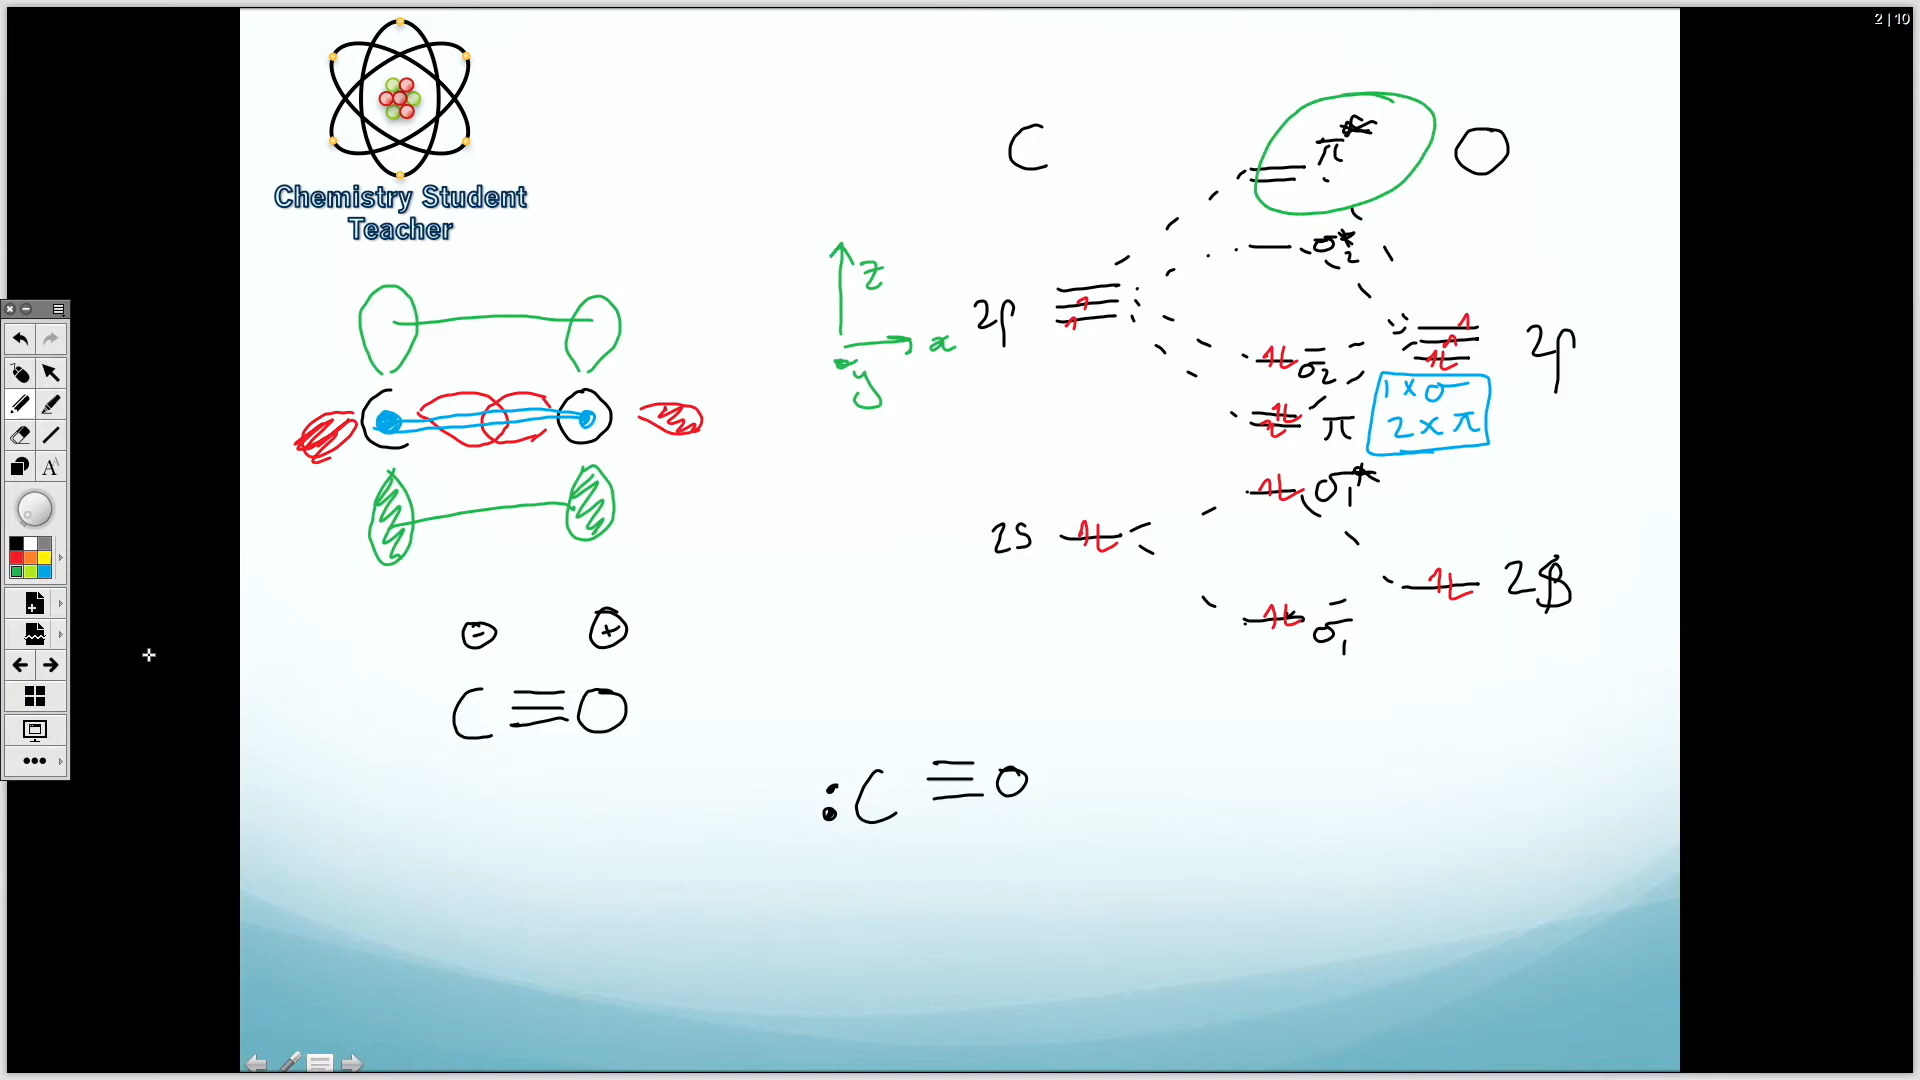 2 | 10
Chemistry Student
Teacher
C
π*
O
σ2*
z
x
y
2p
2p
σ2
π
1 x σ
2 x π
σ1*
2s
2s
σ1
- +
C≡O
:C≡O
A